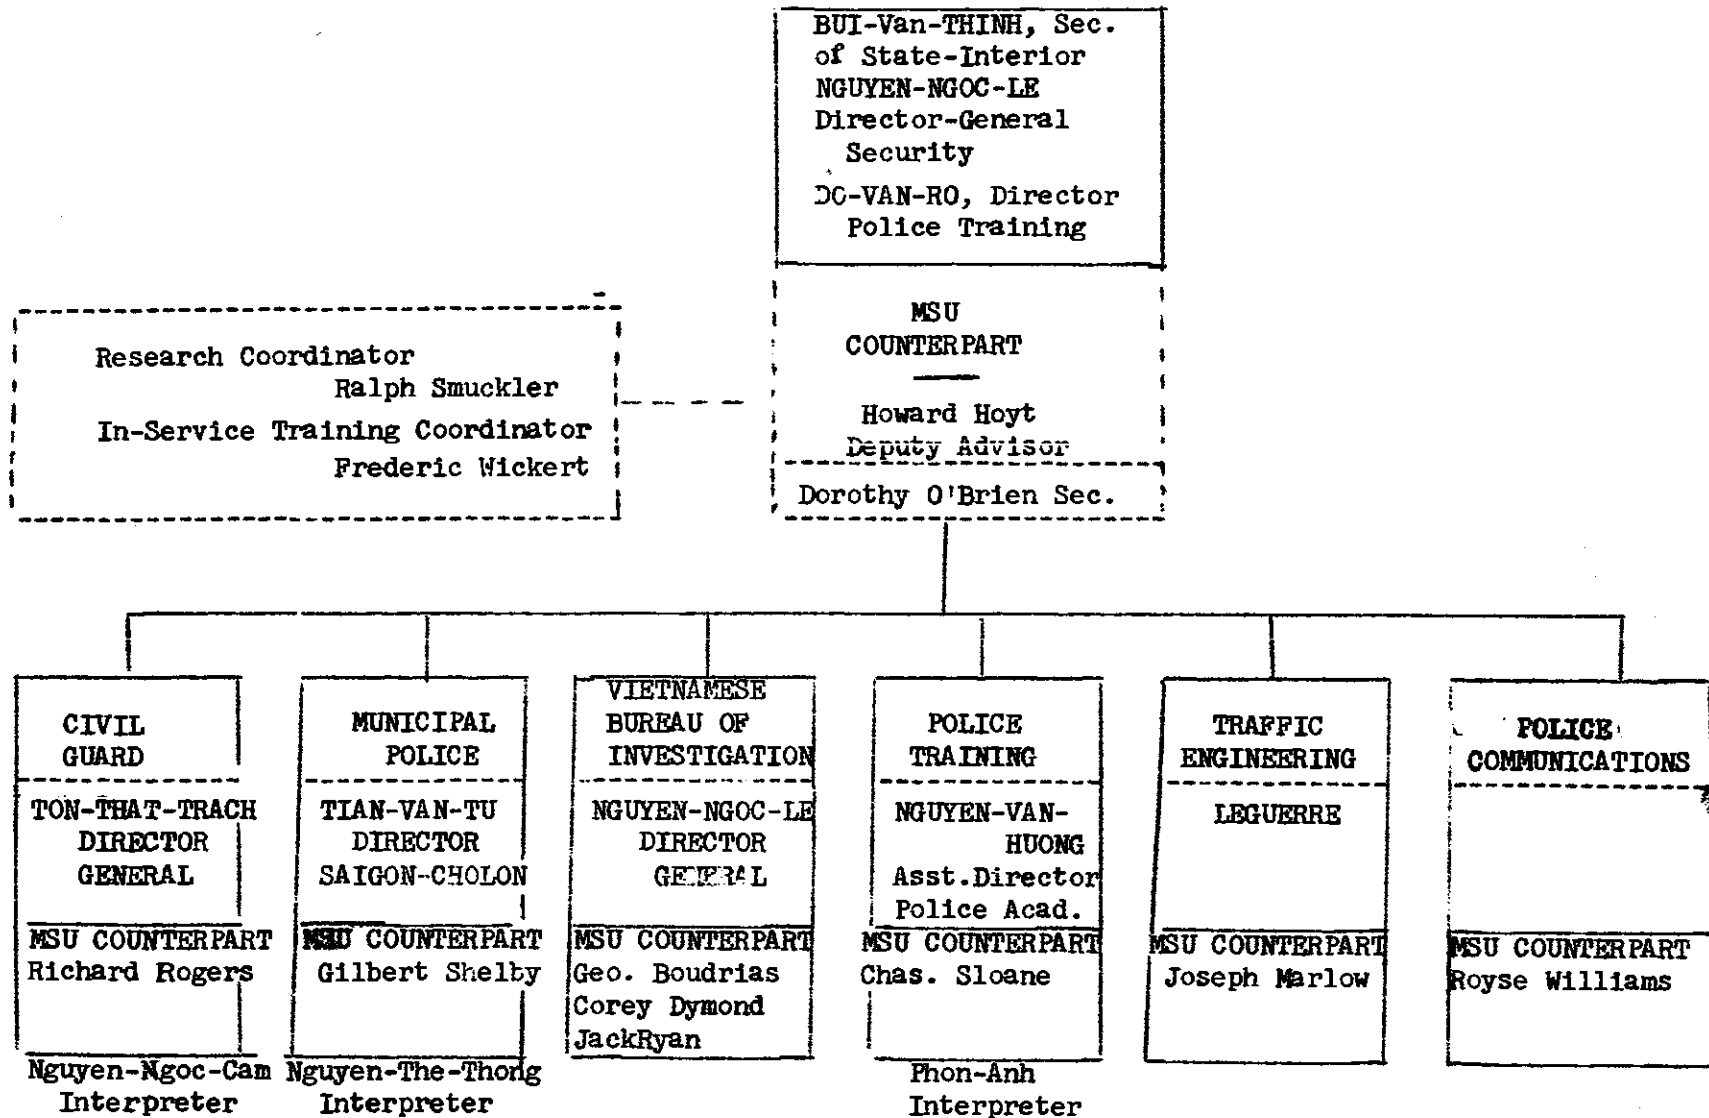 BUI-Van-THINH, Sec.
of State-Interior
NGUYEN-NGOC-LE
Director-General
Security
DO-VAN-RO, Director
Police Training
MSU
COUNTERPART
Howard Hoyt
Deputy Advisor
Dorothy O'Brien Sec.
Research Coordinator
Ralph Smuckler
In-Service Training Coordinator
Frederic Wickert
CIVIL
GUARD
TON-THAT-TRACH
DIRECTOR
GENERAL
MSU COUNTERPART
Richard Rogers
Nguyen-Ngoc-Cam
Interpreter
MUNICIPAL
POLICE
TIAN-VAN-TU
DIRECTOR
SAIGON-CHOLON
MSU COUNTERPART
Gilbert Shelby
Nguyen-The-Thong
Interpreter
VIETNAMESE
BUREAU OF
INVESTIGATION
NGUYEN-NGOC-LE
DIRECTOR
GENERAL
MSU COUNTERPART
Geo. Boudrias
Corey Dymond
JackRyan
POLICE
TRAINING
NGUYEN-VAN-
HUONG
Asst.Director
Police Acad.
MSU COUNTERPART
Chas. Sloane
Phon-Anh
Interpreter
TRAFFIC
ENGINEERING
LEGUERRE
MSU COUNTERPART
Joseph Marlow
POLICE
COMMUNICATIONS
MSU COUNTERPART
Royse Williams